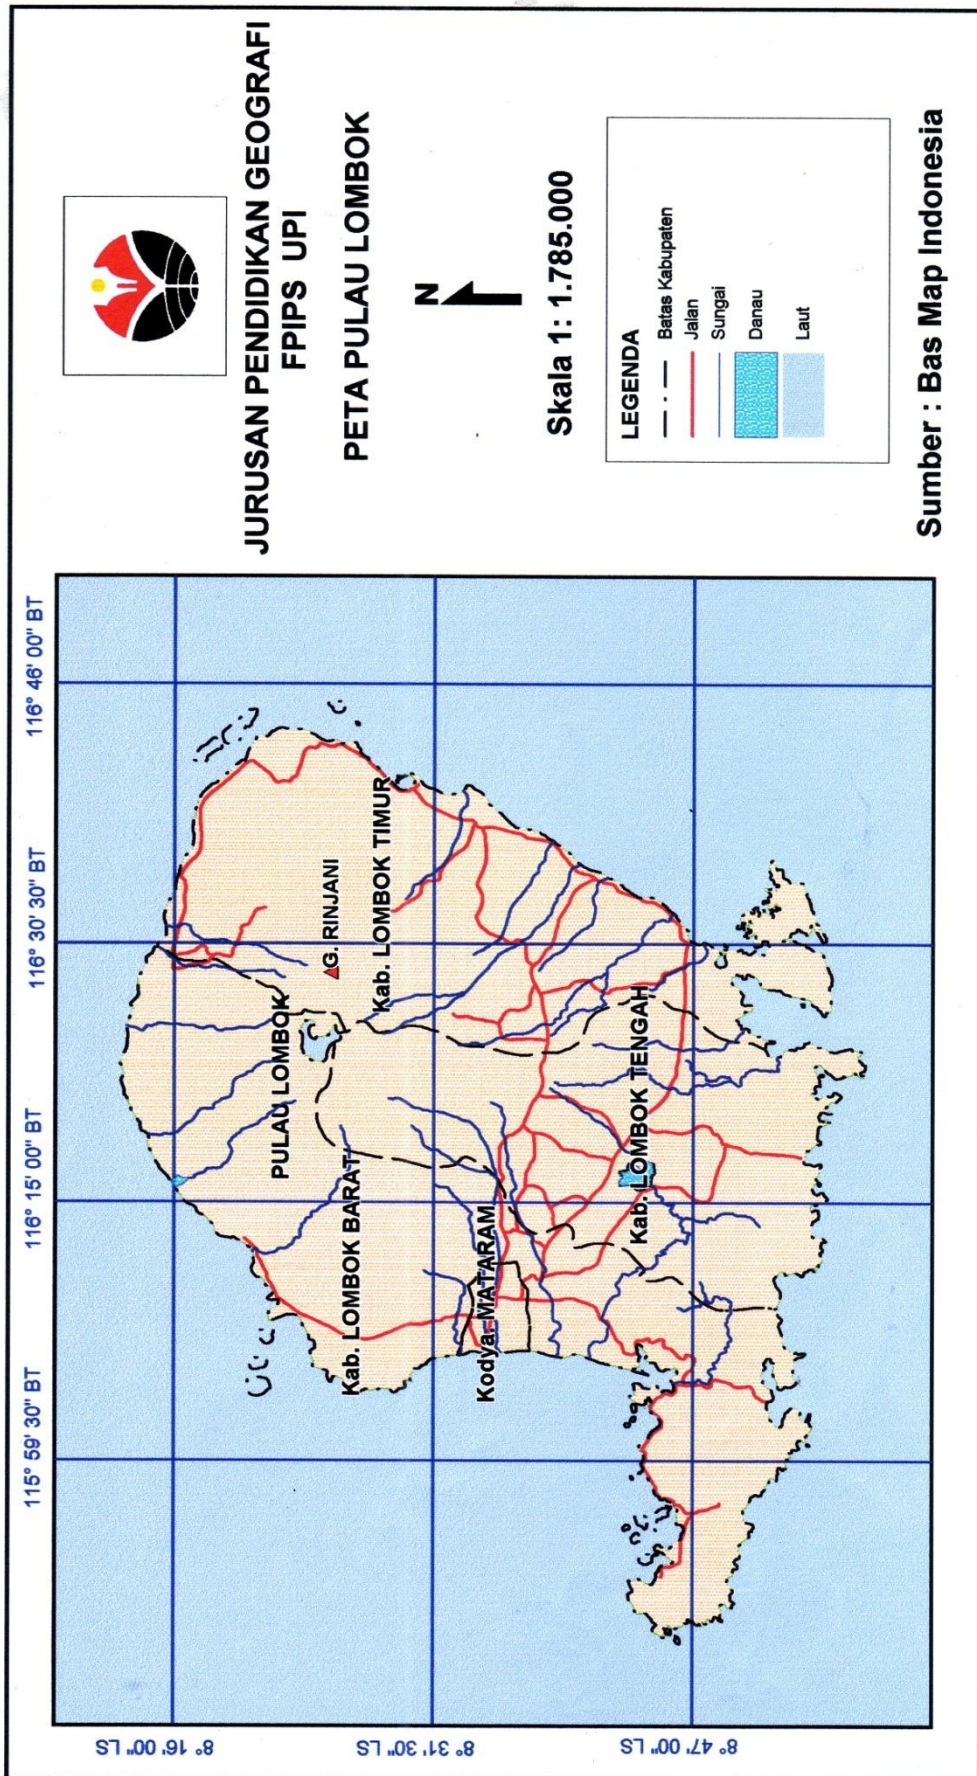 JURUSAN PENDIDIKAN GEOGRAFI
FPIPS UPI
PETA PULAU LOMBOK
N
Skala 1: 1.785.000
LEGENDA
Batas Kabupaten
Jalan
Sungai
Danau
Laut
Sumber : Bas Map Indonesia
115° 59' 30" BT
116° 15' 00" BT
116° 30' 30" BT
116° 46' 00" BT
8° 16' 00" LS
8° 31' 30" LS
8° 47' 00" LS
PULAU LOMBOK
G. RINJANI
Kab. LOMBOK BARAT
Kab. LOMBOK TIMUR
Kodya. MATARAM
Kab. LOMBOK TENGAH